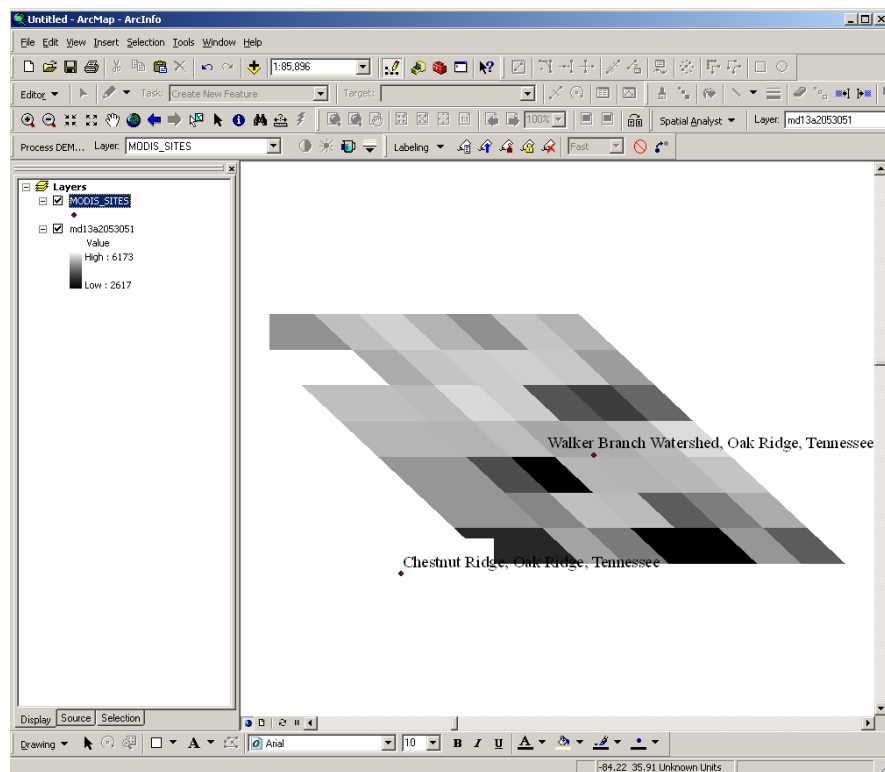 Untitled - ArcMap - ArcInfo
File Edit View Insert Selection Tools Window Help
1:85,896
Editor Task: Create New Feature Target:
100% Spatial Analyst Layer: md13a2053051
Process DEM... Layer: MODIS_SITES Labeling Fast
Layers
MODIS_SITES
md13a2053051
Value
High : 6173
Low : 2617
Walker Branch Watershed, Oak Ridge, Tennessee
Chestnut Ridge, Oak Ridge, Tennessee
Display Source Selection
Drawing A Arial 10 B I U A
-84.22 35.91 Unknown Units